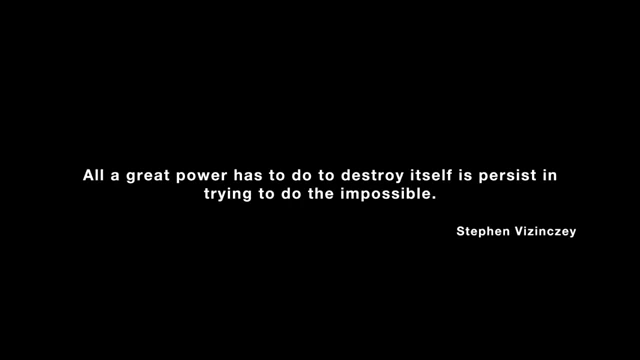 All a great power has to do to destroy itself is persist in
trying to do the impossible.
Stephen Vizinczey